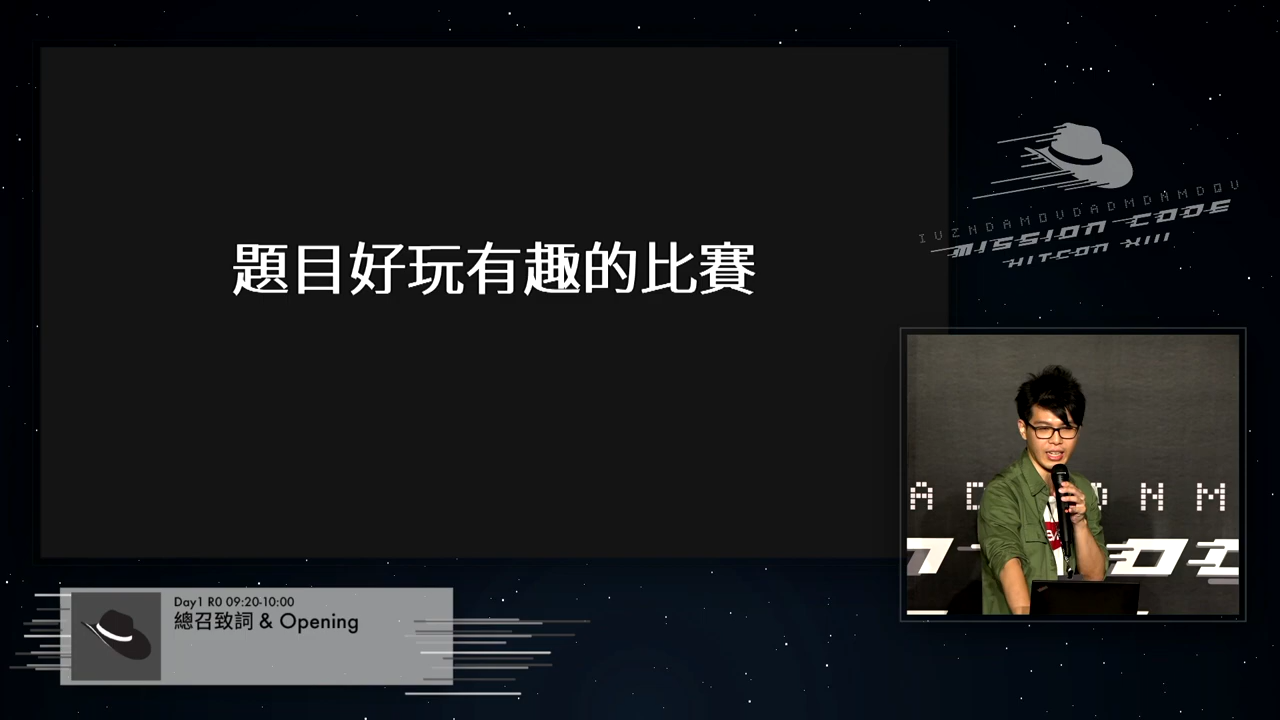 題目好玩有趣的比賽
IVZNDAMOVDADMDNMDQV
MISSION CODE
HITCON XIII
Day1 R0 09:20-10:00
總召致詞 & Opening